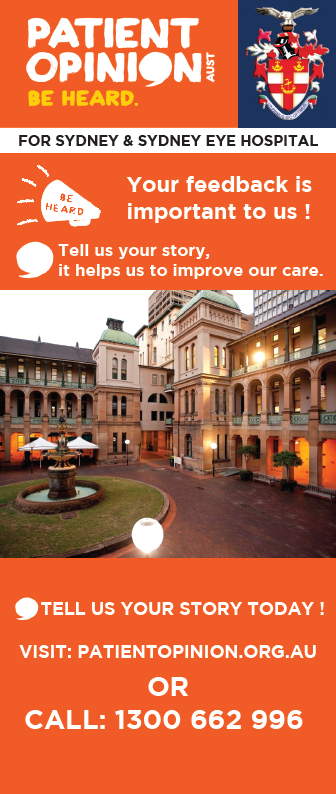 PATIENT
OPINION AUST
BE HEARD.
FOR SYDNEY & SYDNEY EYE HOSPITAL
BE
HEARD
Your feedback is
important to us !
Tell us your story,
it helps us to improve our care.
TELL US YOUR STORY TODAY !
VISIT: PATIENTOPINION.ORG.AU
OR
CALL: 1300 662 996